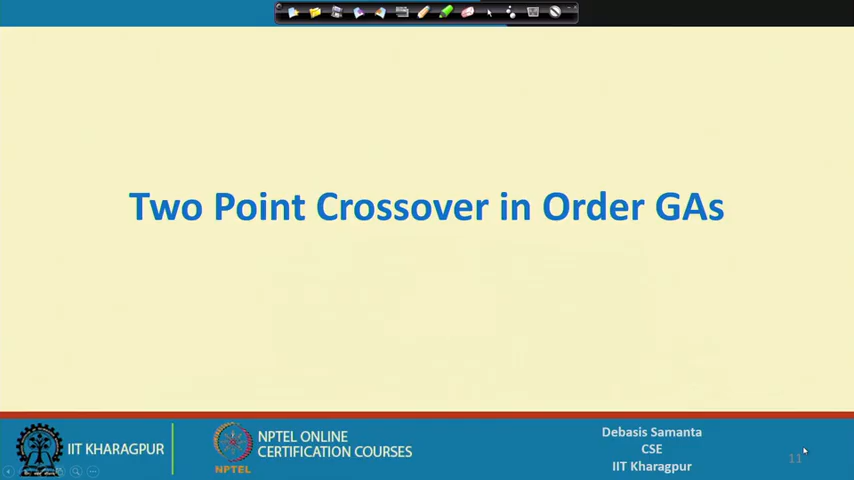 Two Point Crossover in Order GAs
IIT KHARAGPUR
NPTEL
NPTEL ONLINE
CERTIFICATION COURSES
Debasis Samanta
CSE
IIT Kharagpur
11